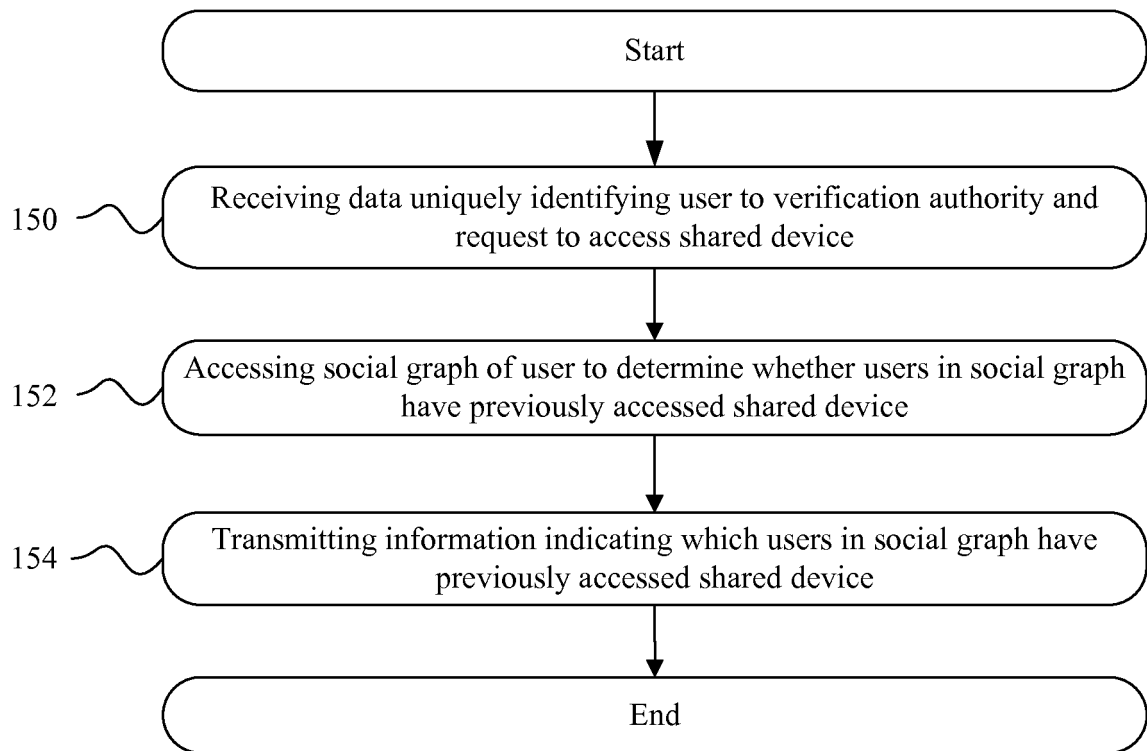 Start
150
Receiving data uniquely identifying user to verification authority and
request to access shared device
152
Accessing social graph of user to determine whether users in social graph
have previously accessed shared device
154
Transmitting information indicating which users in social graph have
previously accessed shared device
End